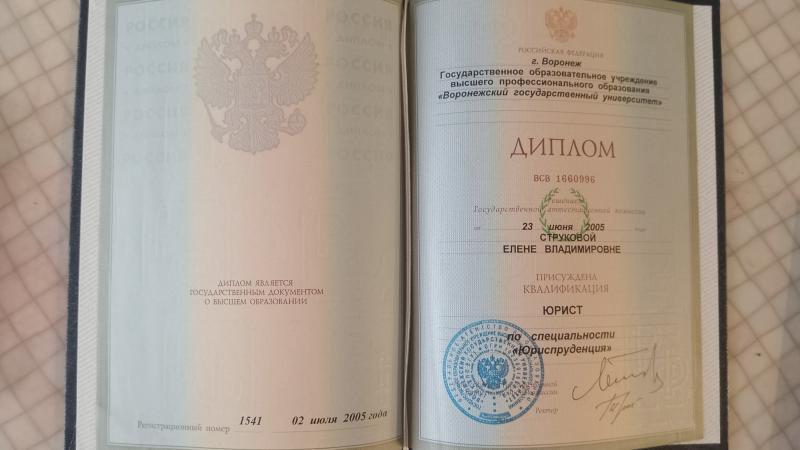 ДИПЛОМ ЯВЛЯЕТСЯ
ГОСУДАРСТВЕННЫМ ДОКУМЕНТОМ
О ВЫСШЕМ ОБРАЗОВАНИИ
Регистрационный номер 1541 02 июля 2005 года
РОССИЙСКАЯ ФЕДЕРАЦИЯ
г. Воронеж
Государственное образовательное учреждение
высшего профессионального образования
«Воронежский государственный университет»
ДИПЛОМ
ВСВ 1660996
Решением
Государственной аттестационной комиссии
от 23 июня 2005 года
СТРУКОВОЙ
ЕЛЕНЕ ВЛАДИМИРОВНЕ
ПРИСУЖДЕНА
КВАЛИФИКАЦИЯ
ЮРИСТ
по специальности
«Юриспруденция»
Ректор